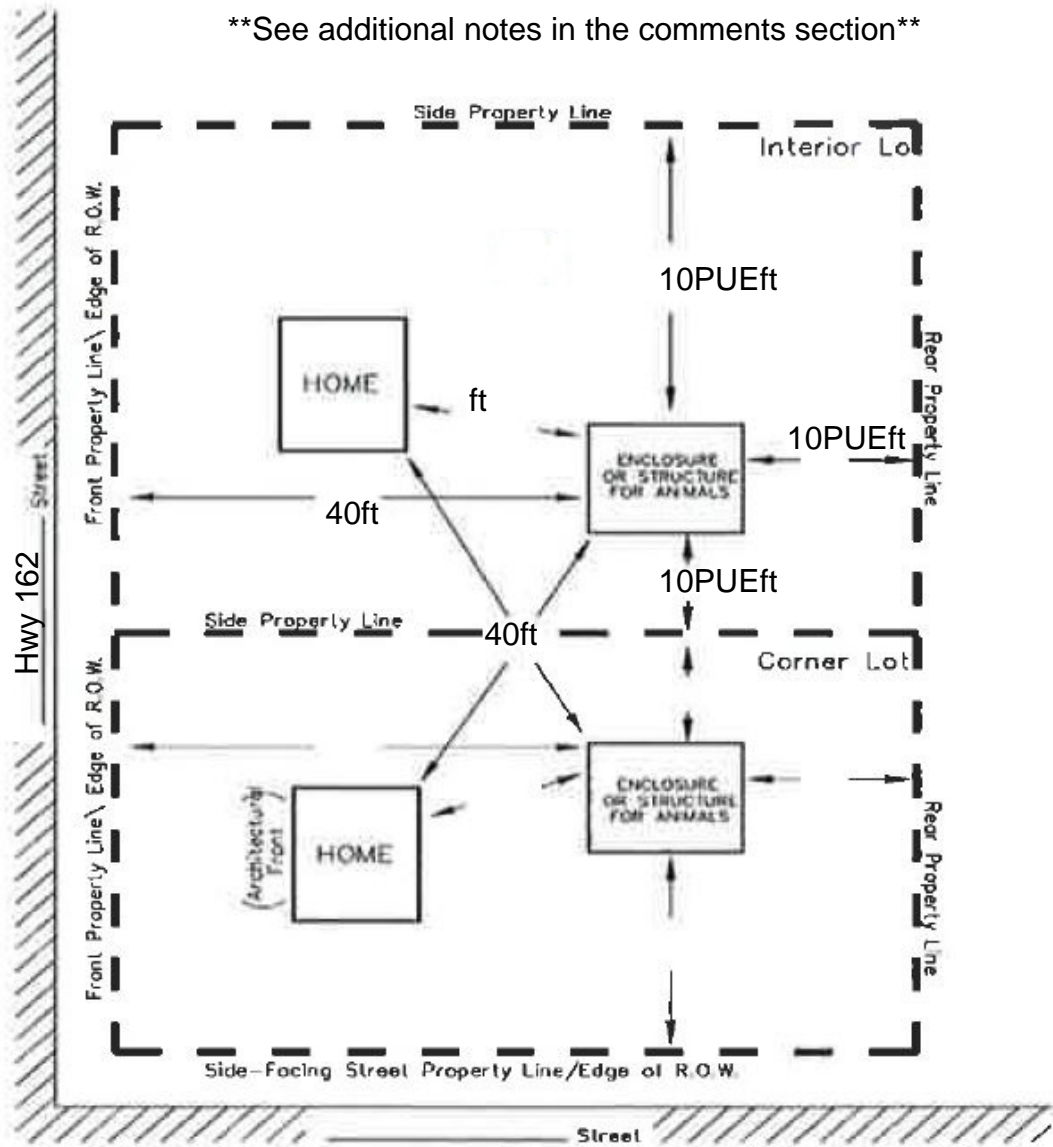 **See additional notes in the comments section**
Side Property Line
Interior Lo
Front Property Line\ Edge of R.O.W.
10PUEft
Rear Property Line
HOME
ft
10PUEft
ENCLOSURE
OR STRUCTURE
FOR ANIMALS
40ft
Street
Hwy 162
10PUEft
Side Property Line
40ft
Corner Lot
Front Property Line\ Edge of R.O.W.
ENCLOSURE
OR STRUCTURE
FOR ANIMALS
(Architectural
Front)
HOME
Rear Property Line
Side-Facing Street Property Line/Edge of R.O.W.
Street